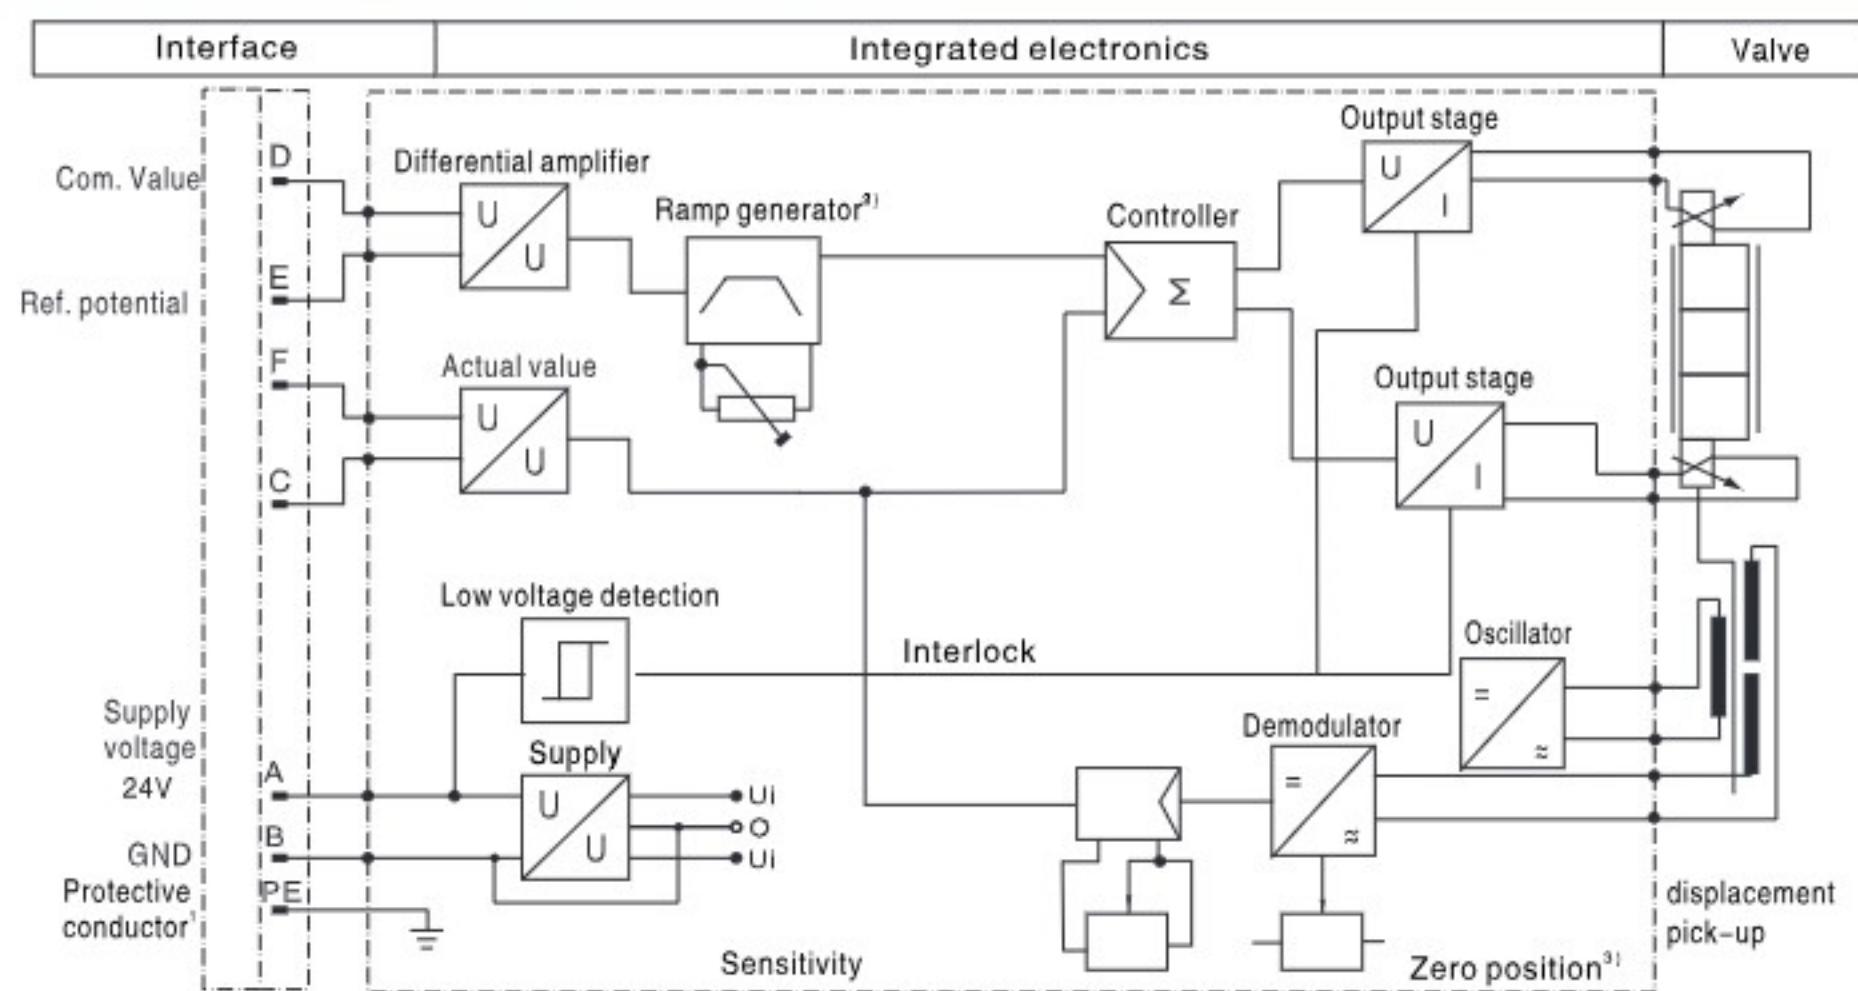 Interface
Integrated electronics
Valve
Output stage
D
Differential amplifier
Com. Value
U
U
Ramp generator²⁾
U
I
Controller
Σ
E
Ref. potential
F
Actual value
U
U
Output stage
U
I
C
Low voltage detection
Interlock
Oscillator
=
≈
Supply
voltage
24V
A
Supply
U
U
Ui
O
Ui
Demodulator
=
≈
B
GND
Protective
conductor¹
PE
displacement
pick-up
Sensitivity
Zero position³⁾